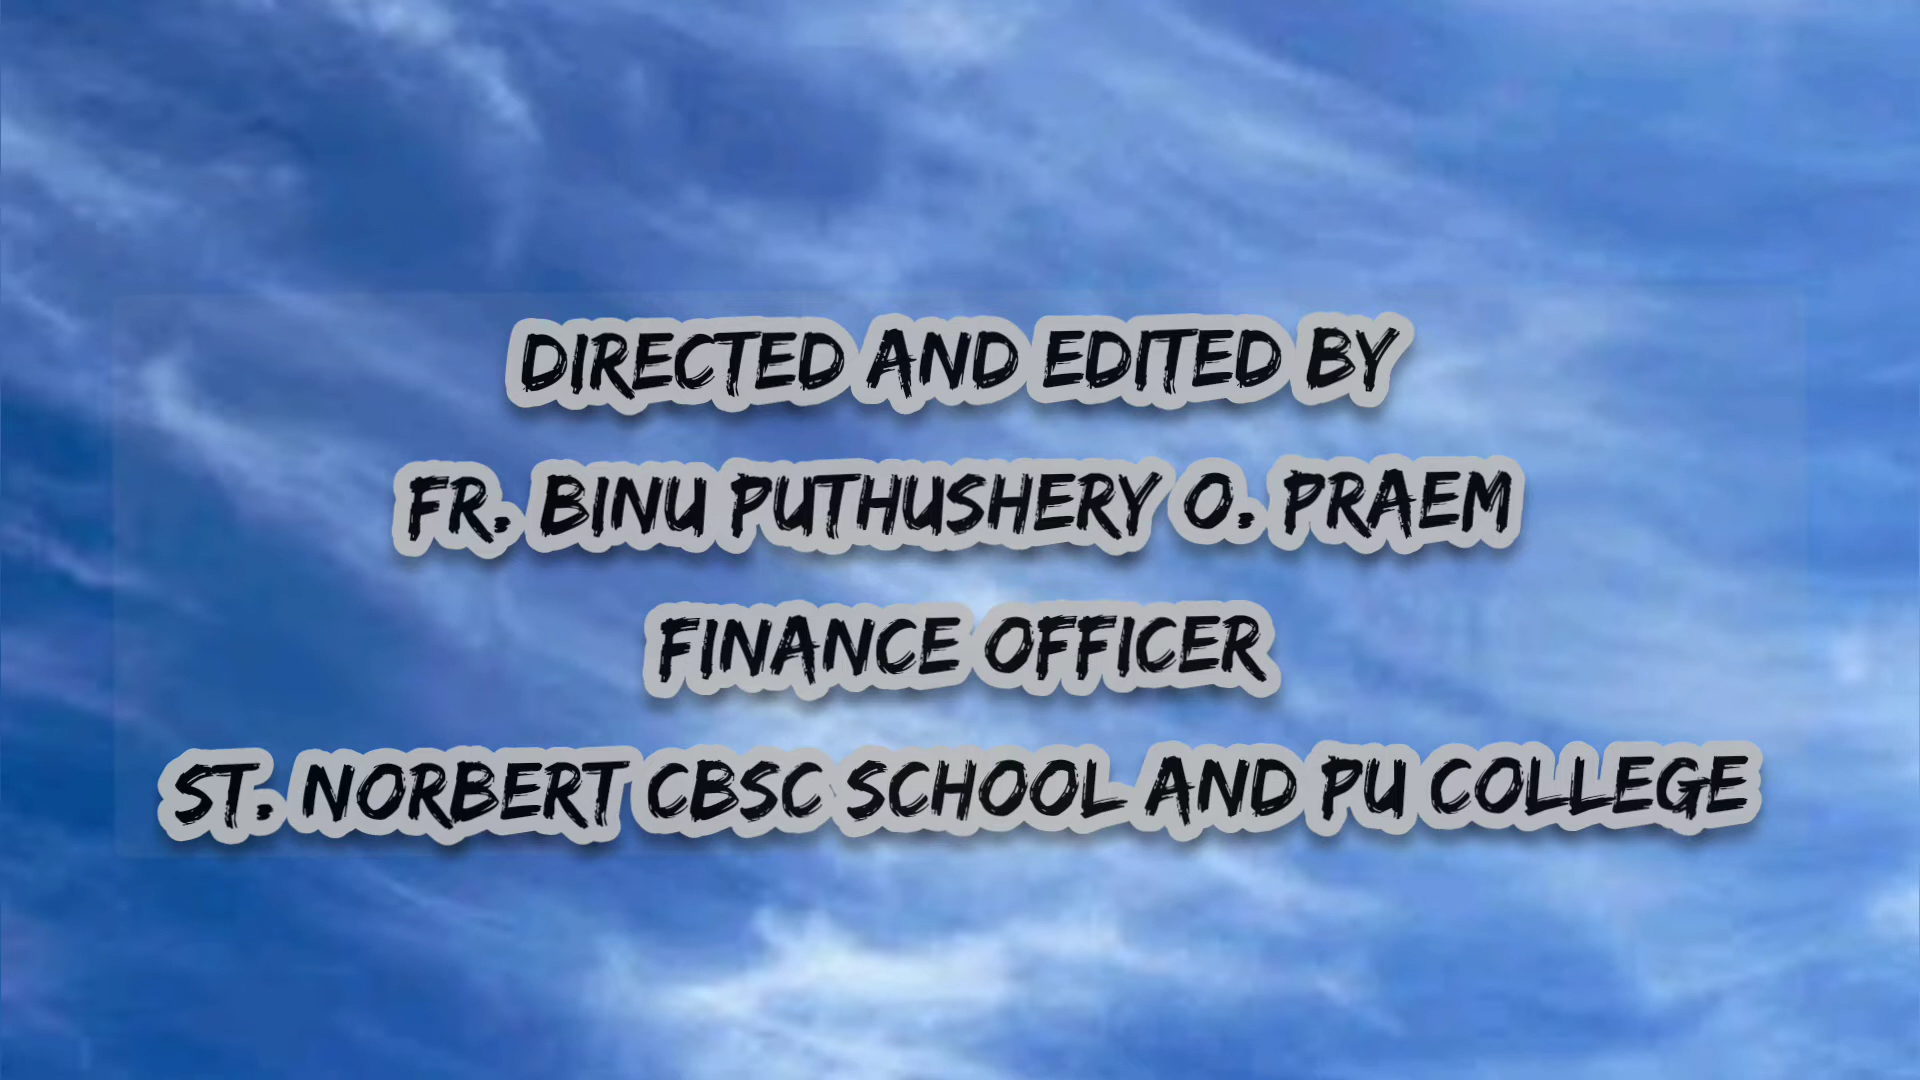 DIRECTED AND EDITED BY
FR. BINU PUTHUSHERY O. PRAEM
FINANCE OFFICER
ST. NORBERT CBSC SCHOOL AND PU COLLEGE